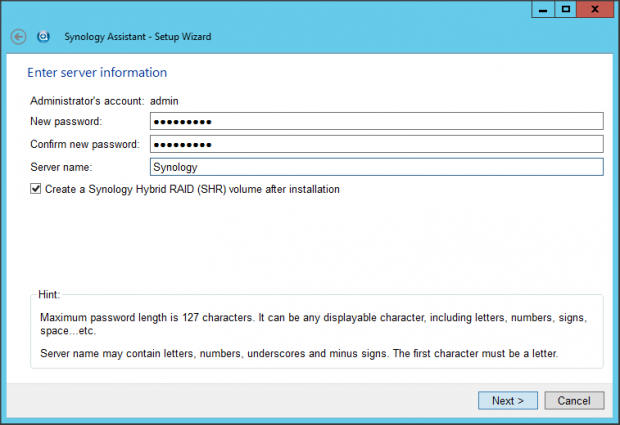 Synology Assistant - Setup Wizard
Enter server information
Administrator's account: admin
New password: ●●●●●●●●●
Confirm new password: ●●●●●●●●●
Server name: Synology
Create a Synology Hybrid RAID (SHR) volume after installation
Hint:
Maximum password length is 127 characters. It can be any displayable character, including letters, numbers, signs,
space...etc.
Server name may contain letters, numbers, underscores and minus signs. The first character must be a letter.
Next > Cancel